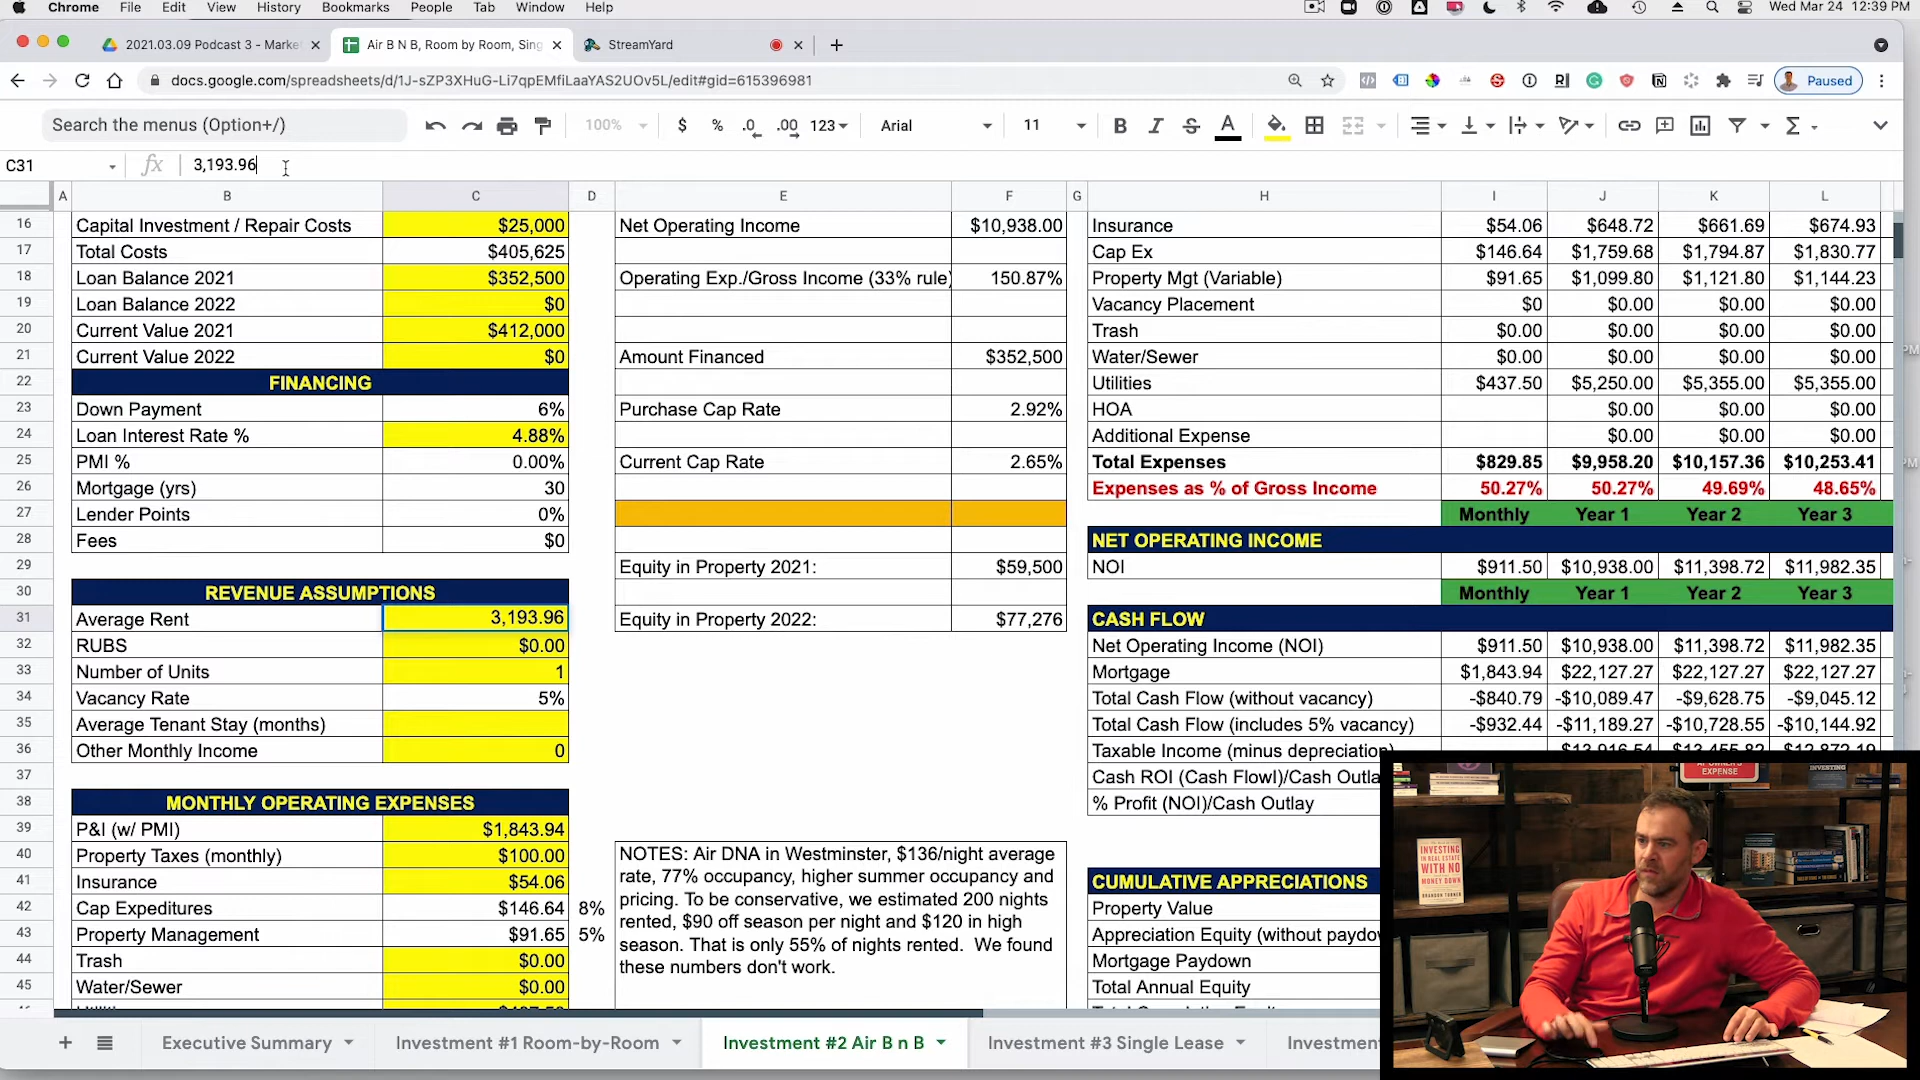 Chrome File Edit View History Bookmarks People Tab Window Help Wed Mar 24 12:39 PM
2021.03.09 Podcast 3 - Marke Air B N B, Room by Room, Sing StreamYard
docs.google.com/spreadsheets/d/1J-sZP3XHuG-Li7qpEMfiLaaYAS2UOv5L/edit#gid=615396981 Paused
Search the menus (Option+/) 100% $ % .0 .00 123 Arial 11 B I S A
C31 fx 3,193.96
A B C D E F G H I J K L
16 Capital Investment / Repair Costs $25,000 Net Operating Income $10,938.00 Insurance $54.06 $648.72 $661.69 $674.93
17 Total Costs $405,625 Cap Ex $146.64 $1,759.68 $1,794.87 $1,830.77
18 Loan Balance 2021 $352,500 Operating Exp./Gross Income (33% rule) 150.87% Property Mgt (Variable) $91.65 $1,099.80 $1,121.80 $1,144.23
19 Loan Balance 2022 $0 Vacancy Placement $0 $0.00 $0.00 $0.00
20 Current Value 2021 $412,000 Trash $0.00 $0.00 $0.00 $0.00
21 Current Value 2022 $0 Amount Financed $352,500 Water/Sewer $0.00 $0.00 $0.00 $0.00
22 FINANCING Utilities $437.50 $5,250.00 $5,355.00 $5,355.00
23 Down Payment 6% Purchase Cap Rate 2.92% HOA $0.00 $0.00 $0.00
24 Loan Interest Rate % 4.88% Additional Expense $0.00 $0.00 $0.00
25 PMI % 0.00% Current Cap Rate 2.65% Total Expenses $829.85 $9,958.20 $10,157.36 $10,253.41
26 Mortgage (yrs) 30 Expenses as % of Gross Income 50.27% 50.27% 49.69% 48.65%
27 Lender Points 0% Monthly Year 1 Year 2 Year 3
28 Fees $0 NET OPERATING INCOME
29 Equity in Property 2021: $59,500 NOI $911.50 $10,938.00 $11,398.72 $11,982.35
30 REVENUE ASSUMPTIONS Monthly Year 1 Year 2 Year 3
31 Average Rent 3,193.96 Equity in Property 2022: $77,276 CASH FLOW
32 RUBS $0.00 Net Operating Income (NOI) $911.50 $10,938.00 $11,398.72 $11,982.35
33 Number of Units 1 Mortgage $1,843.94 $22,127.27 $22,127.27 $22,127.27
34 Vacancy Rate 5% Total Cash Flow (without vacancy) -$840.79 -$10,089.47 -$9,628.75 -$9,045.12
35 Average Tenant Stay (months) Total Cash Flow (includes 5% vacancy) -$932.44 -$11,189.27 -$10,728.55 -$10,144.92
36 Other Monthly Income 0 Taxable Income (minus depreciation)
37 Cash ROI (Cash Flowl)/Cash Outla
38 MONTHLY OPERATING EXPENSES % Profit (NOI)/Cash Outlay
39 P&I (w/ PMI) $1,843.94
40 Property Taxes (monthly) $100.00 NOTES: Air DNA in Westminster, $136/night average
41 Insurance $54.06 rate, 77% occupancy, higher summer occupancy and CUMULATIVE APPRECIATIONS
42 Cap Expeditures $146.64 8% pricing. To be conservative, we estimated 200 nights Property Value
43 Property Management $91.65 5% rented, $90 off season per night and $120 in high Appreciation Equity (without paydo
44 Trash $0.00 season. That is only 55% of nights rented. We found Mortgage Paydown
45 Water/Sewer $0.00 these numbers don't work. Total Annual Equity
Executive Summary Investment #1 Room-by-Room Investment #2 Air B n B Investment #3 Single Lease Investmen
EXPENSE
INVESTING
IN REAL ESTATE
WITH NO